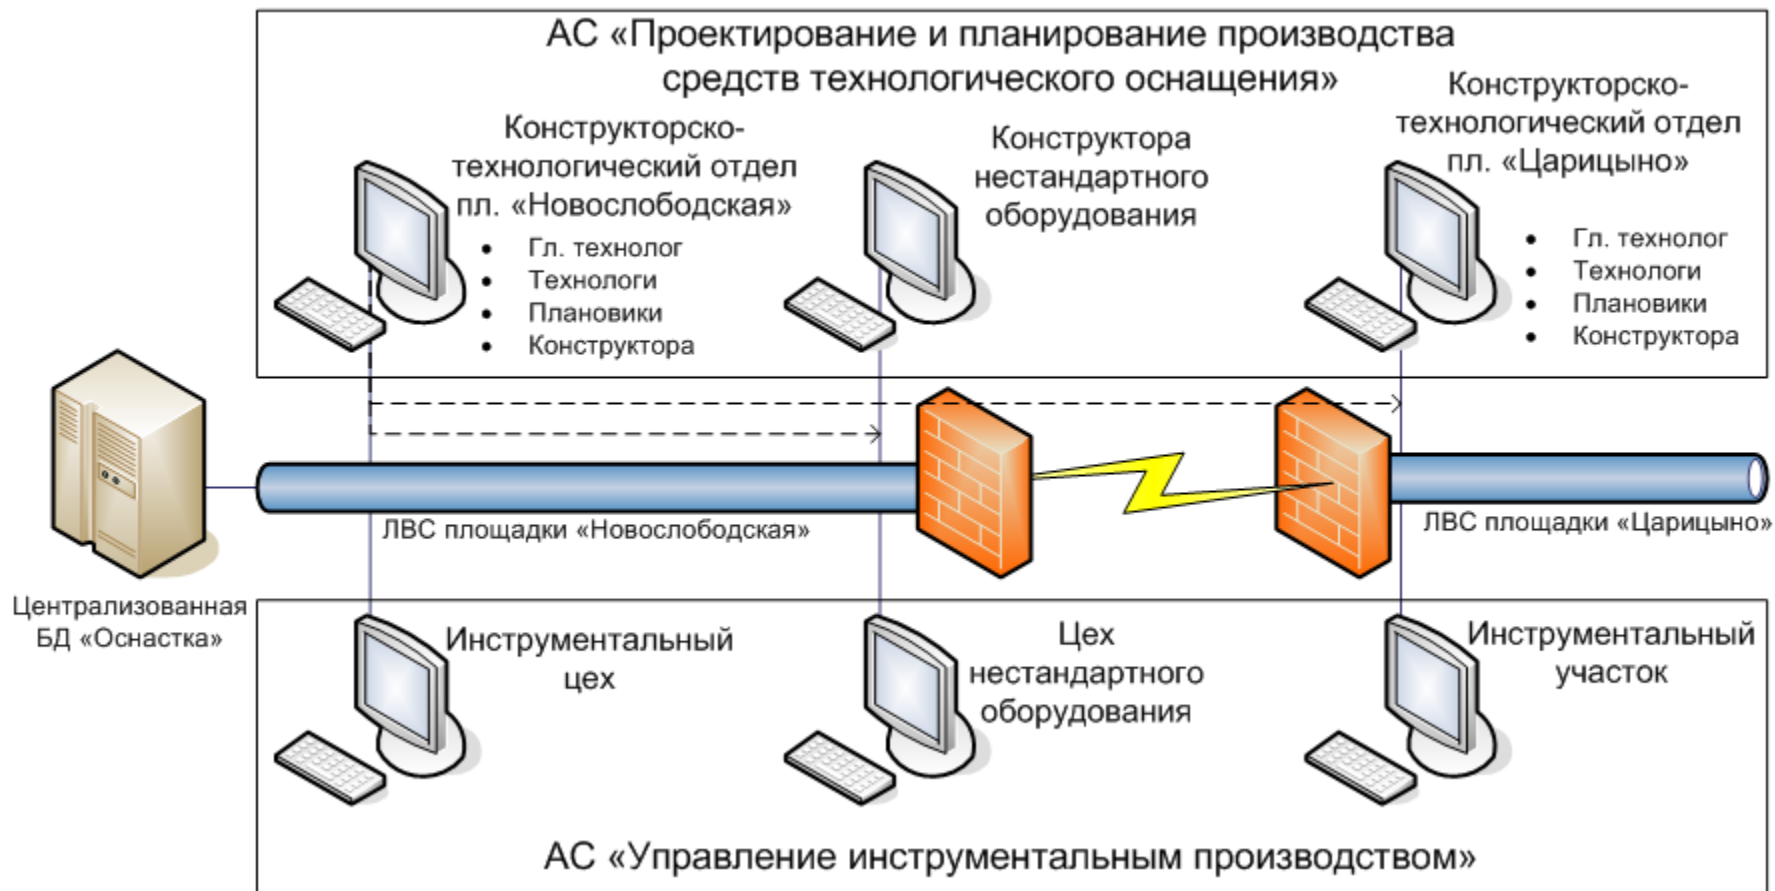 АС «Проектирование и планирование производства
средств технологического оснащения»
Конструкторско-
технологический отдел
пл. «Новослободская»
• Гл. технолог
• Технологи
• Плановики
• Конструктора
Конструктора
нестандартного
оборудования
Конструкторско-
технологический отдел
пл. «Царицыно»
• Гл. технолог
• Технологи
• Плановики
• Конструктора
ЛВС площадки «Новослободская»
ЛВС площадки «Царицыно»
Централизованная
БД «Оснастка»
Инструментальный
цех
Цех
нестандартного
оборудования
Инструментальный
участок
АС «Управление инструментальным производством»